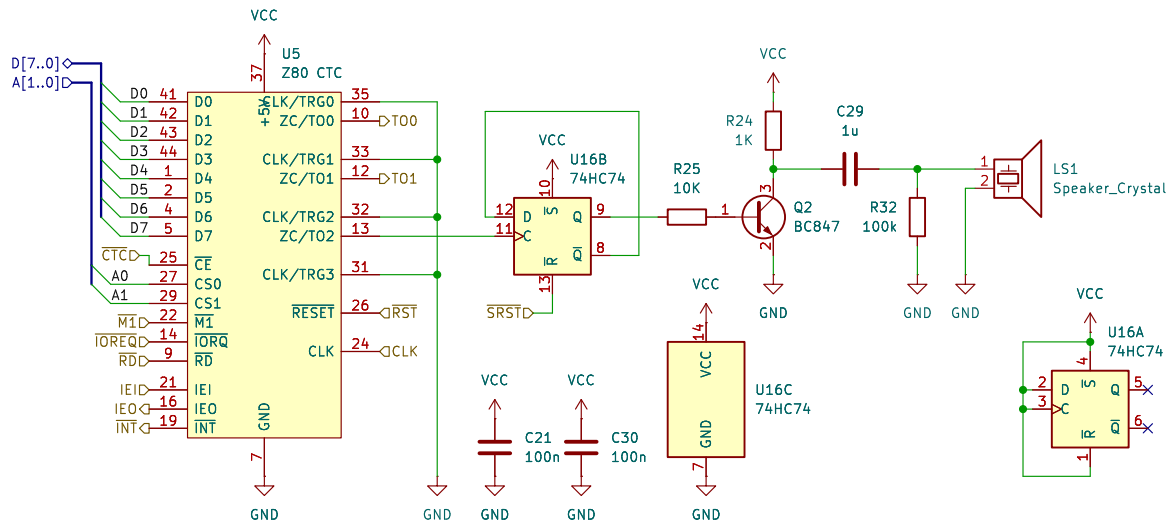 VCC
U5
Z80 CTC
37
+5V
D[7..0]
A[1..0]
D0 41 D0
D1 42 D1
D2 43 D2
D3 44 D3
D4 1 D4
D5 2 D5
D6 4 D6
D7 5 D7
CTC 25 CE
A0 27 CS0
A1 29 CS1
M1 22 M1
IOREQ 14 IORQ
RD 9 RD
IEI 21 IEI
IEO 16 IEO
INT 19 INT
CLK/TRG0 35
ZC/TO0 10 TO0
CLK/TRG1 33
ZC/TO1 12 TO1
CLK/TRG2 32
ZC/TO2 13
CLK/TRG3 31
RESET 26 RST
CLK 24 CLK
GND
7
GND
GND
VCC
U16B
74HC74
10
S
12 D
11 C
Q 9
Q 8
R
13
SRST
R25
10K
VCC
R24
1K
1
3
2
Q2
BC847
GND
C29
1u
R32
100k
GND
GND
1
2
LS1
Speaker_Crystal
VCC
C21
100n
GND
VCC
C30
100n
GND
VCC
14
VCC
U16C
74HC74
GND
7
GND
VCC
U16A
74HC74
4
S
2 D
3 C
Q 5
Q 6
R
1